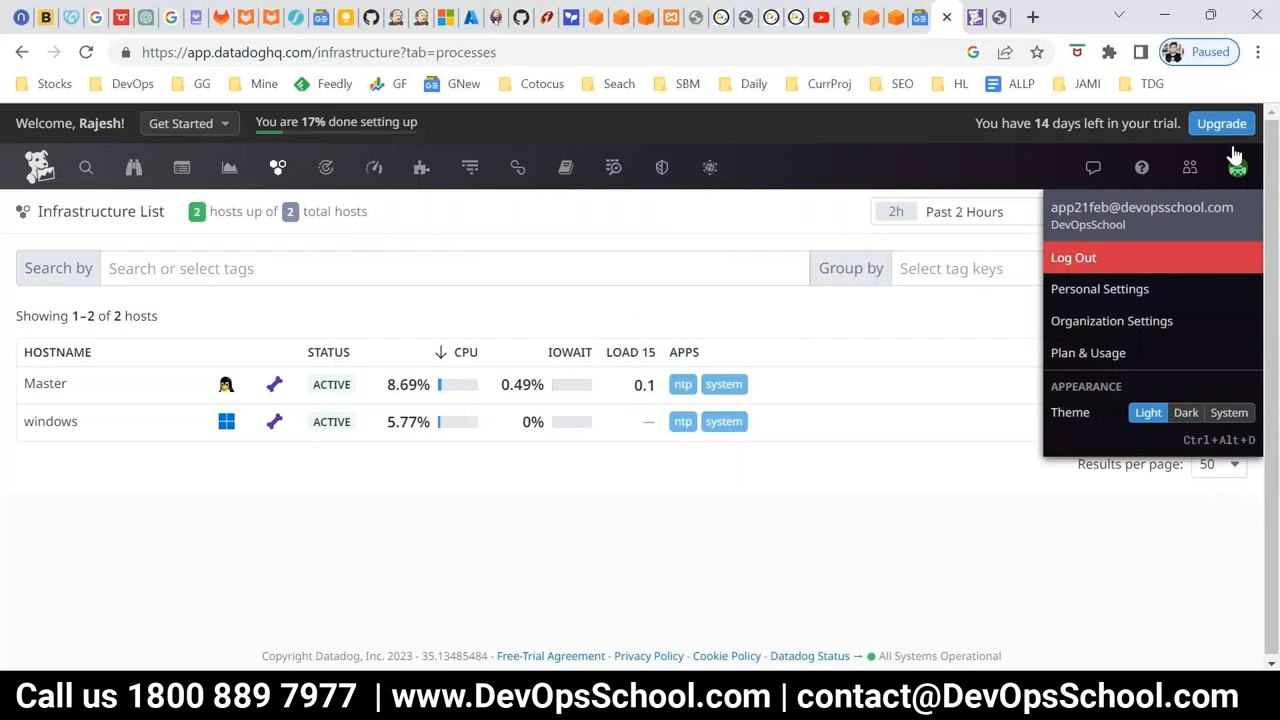 Paused
https://app.datadoghq.com/infrastructure?tab=processes
Stocks DevOps GG Mine Feedly GF GNew Cotocus Seach SBM Daily CurrProj SEO HL ALLP JAMI TDG
Welcome, Rajesh! Get Started You are 17% done setting up You have 14 days left in your trial. Upgrade
Infrastructure List 2 hosts up of 2 total hosts 2h Past 2 Hours
app21feb@devopsschool.com
DevOpsSchool
Log Out
Personal Settings
Organization Settings
Plan & Usage
APPEARANCE
Theme Light Dark System
Ctrl+Alt+D
Search by Search or select tags Group by Select tag keys
Showing 1–2 of 2 hosts
HOSTNAME STATUS CPU IOWAIT LOAD 15 APPS
Master ACTIVE 8.69% 0.49% 0.1 ntp system
windows ACTIVE 5.77% 0% — ntp system
Results per page: 50
Copyright Datadog, Inc. 2023 - 35.13485484 - Free-Trial Agreement - Privacy Policy - Cookie Policy - Datadog Status → All Systems Operational
Call us 1800 889 7977 | www.DevOpsSchool.com | contact@DevOpsSchool.com